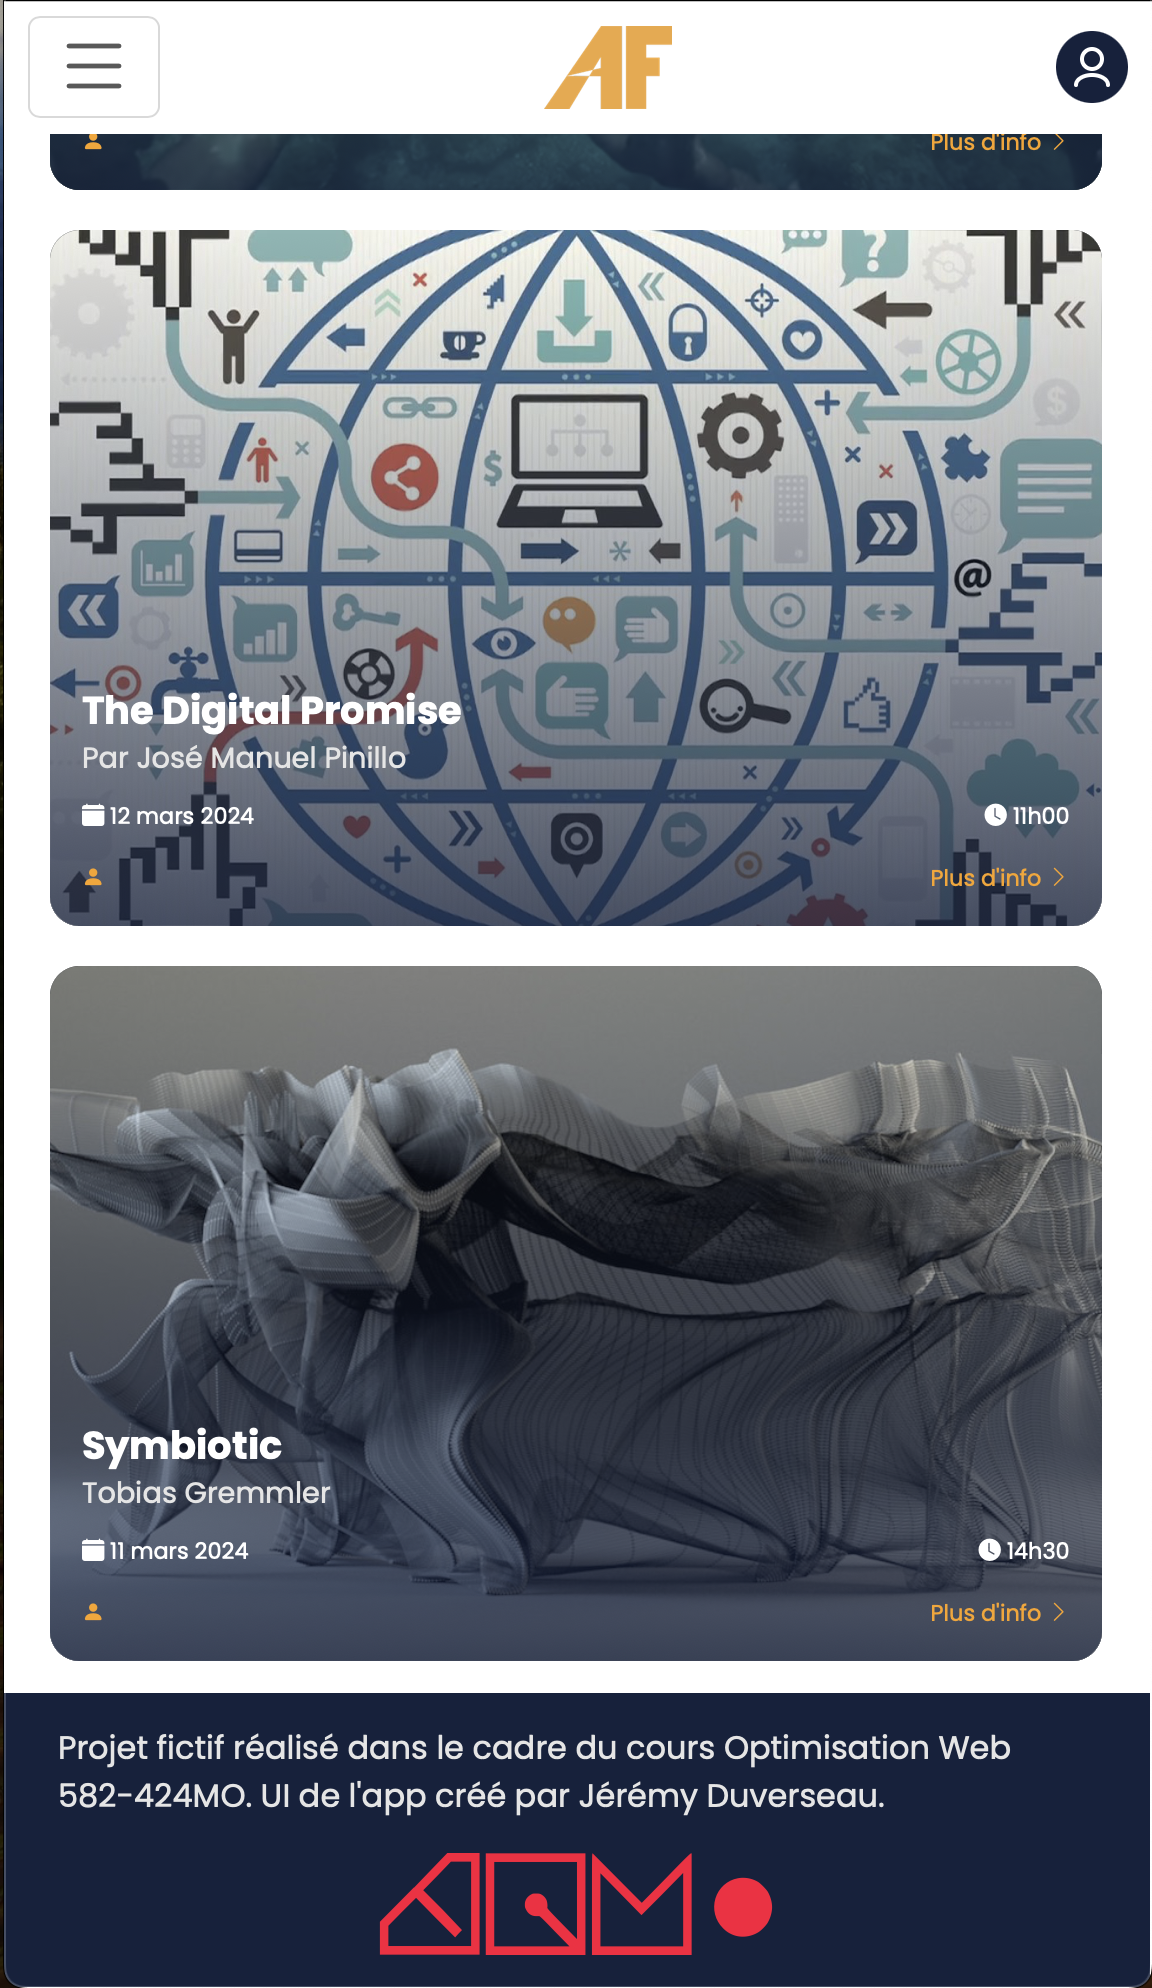 AF
Plus d'info
The Digital Promise
Par José Manuel Pinillo
12 mars 2024
11h00
Plus d'info
Symbiotic
Tobias Gremmler
11 mars 2024
14h30
Plus d'info
Projet fictif réalisé dans le cadre du cours Optimisation Web
582-424MO. UI de l'app créé par Jérémy Duverseau.